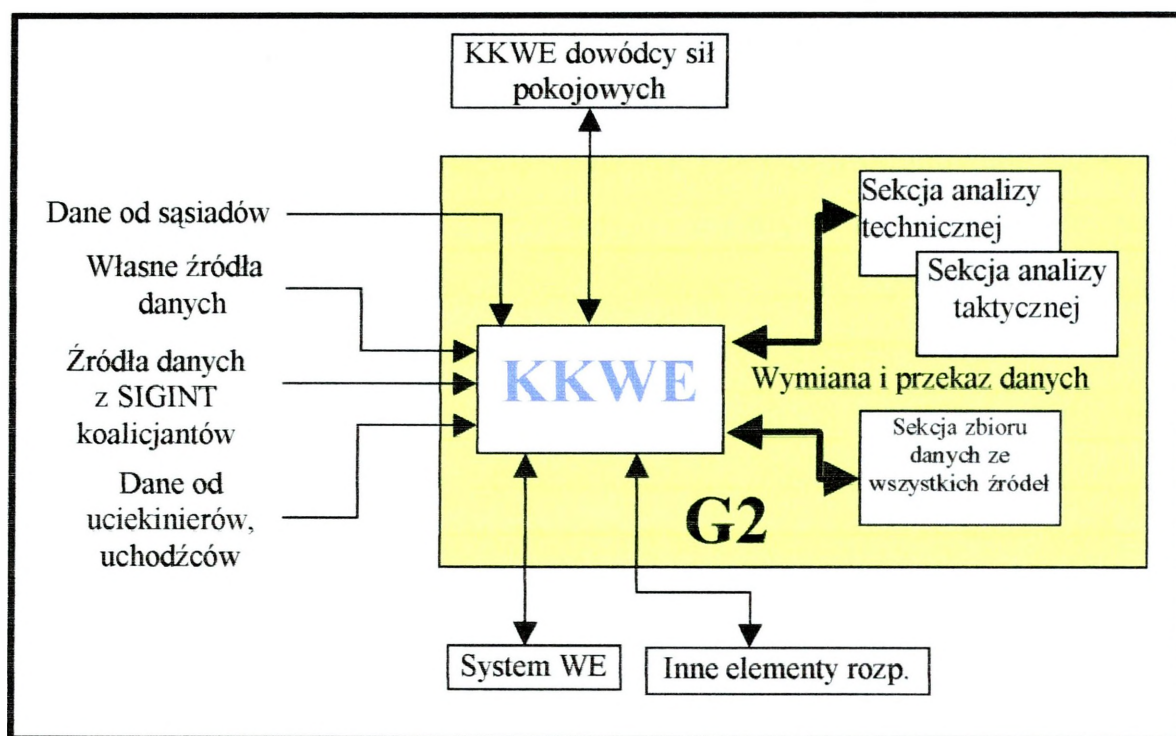 KKWE dowódcy sił
pokojowych
Dane od sąsiadów
Własne źródła
danych
Źródła danych
z SIGINT
koalicjantów
Dane od
uciekinierów,
uchodźców
KKWE
Sekcja analizy
technicznej
Sekcja analizy
taktycznej
Wymiana i przekaz danych
Sekcja zbioru
danych ze
wszystkich źródeł
G2
System WE
Inne elementy rozp.